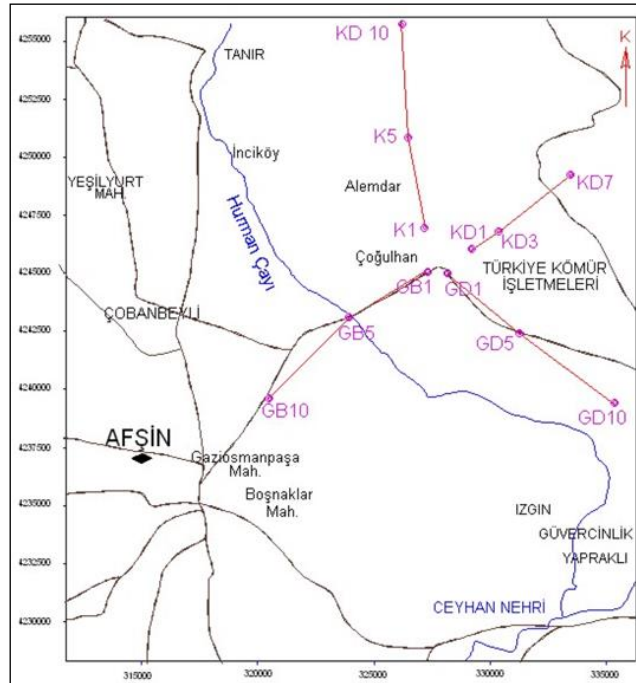 4255000
KD 10
K
TANIR
4252500
K5
İnciköy
4250000
YEŞİLYURT
MAH.
Alemdar
KD7
4247500
K1
KD1
KD3
Hurman Çayı
Çoğulhan
4245000
GB1
GD1
TÜRKİYE KÖMÜR
İŞLETMELERİ
ÇOBANBEYLİ
GB5
4242500
GD5
4240000
GB10
GD10
AFŞİN
4237500
Gaziosmanpaşa
Mah.
Boşnaklar
Mah.
4235000
IZGIN
GÜVERCİNLİK
YAPRAKLI
4232500
CEYHAN NEHRİ
4230000
315000
320000
325000
330000
335000